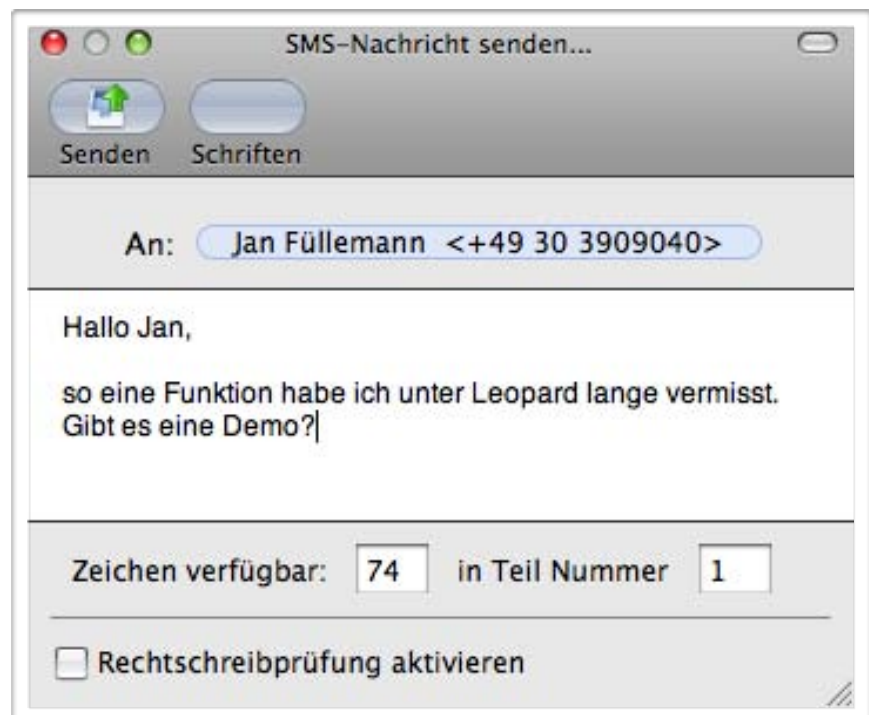 SMS-Nachricht senden...
Senden Schriften
An: Jan Füllemann <+49 30 3909040>
Hallo Jan,
so eine Funktion habe ich unter Leopard lange vermisst.
Gibt es eine Demo?
Zeichen verfügbar: 74 in Teil Nummer 1
Rechtschreibprüfung aktivieren